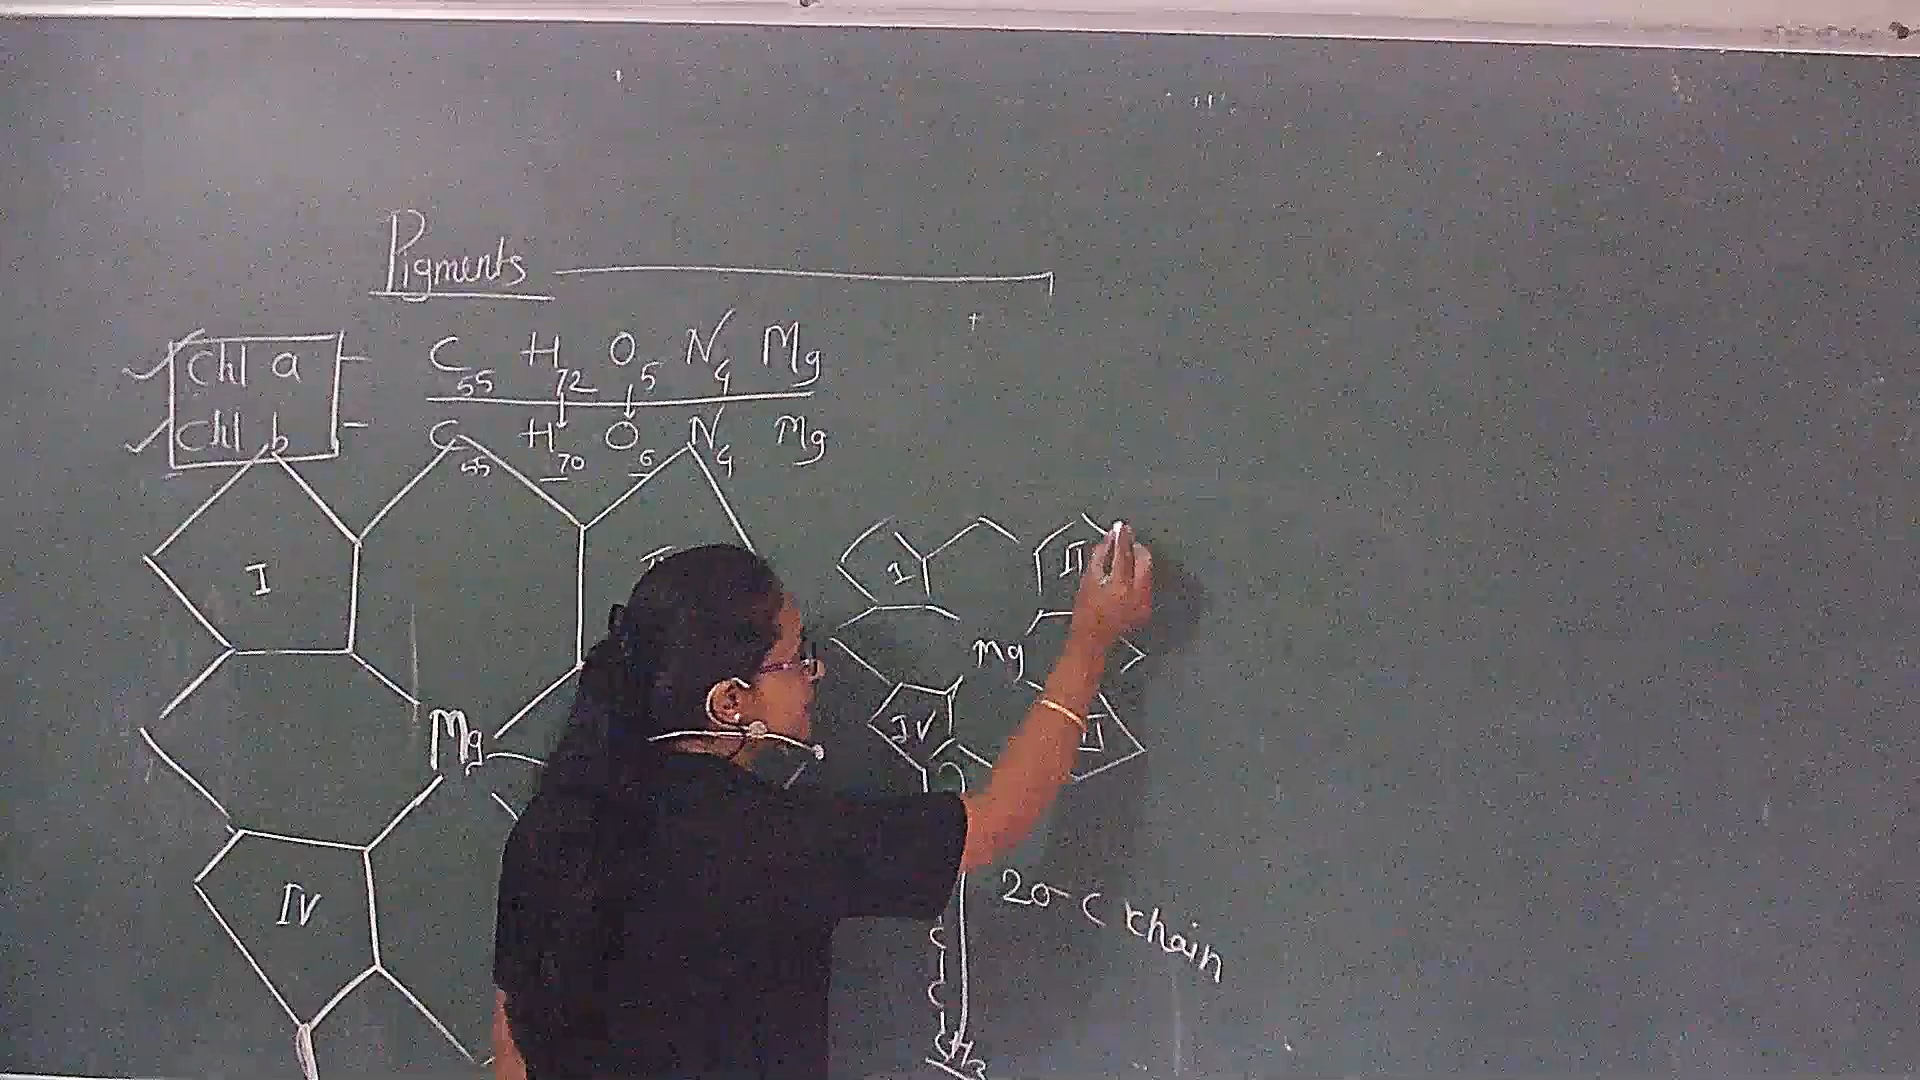 Pigments
Chl a - C55 H72 O5 N4 Mg
Chl b - C55 H70 O6 N4 Mg
I
Mg
IV
I
II
Mg
IV
20-C chain
C
C
CH3